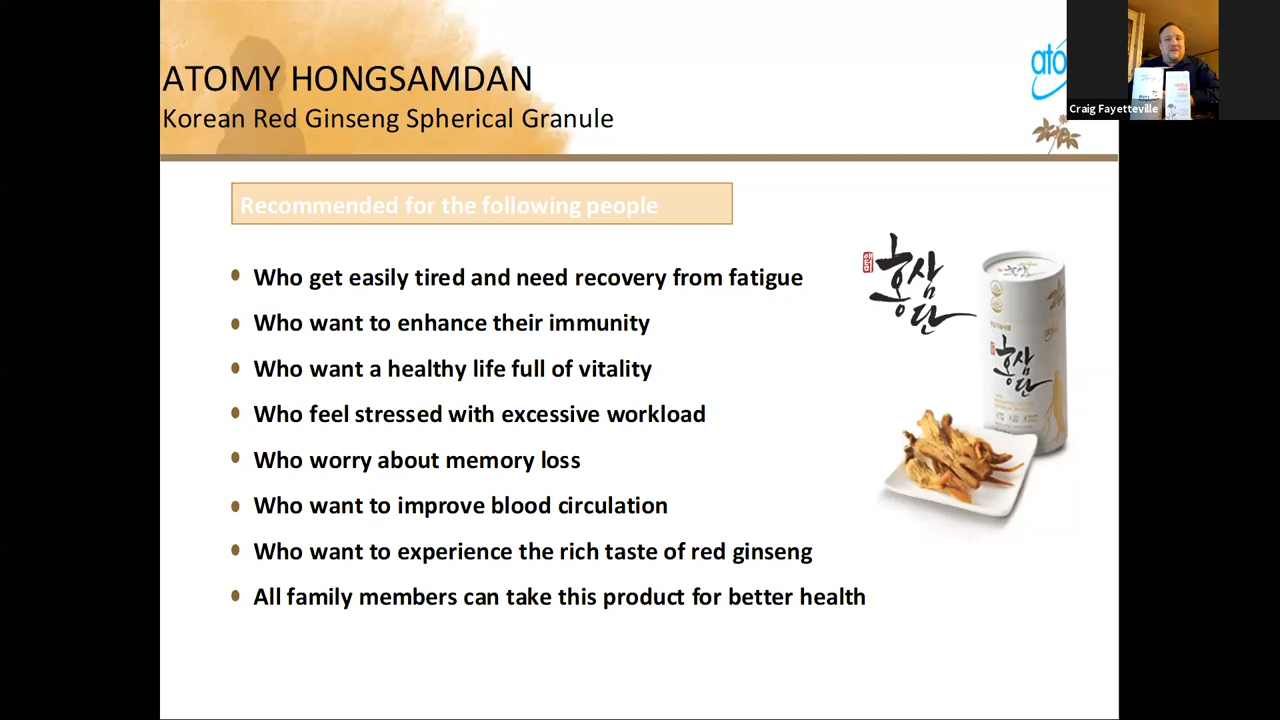 ATOMY HONGSAMDAN
Korean Red Ginseng Spherical Granule
ató
Craig Fayetteville
Recommended for the following people
Who get easily tired and need recovery from fatigue
Who want to enhance their immunity
Who want a healthy life full of vitality
Who feel stressed with excessive workload
Who worry about memory loss
Who want to improve blood circulation
Who want to experience the rich taste of red ginseng
All family members can take this product for better health
홍삼단
홍삼단